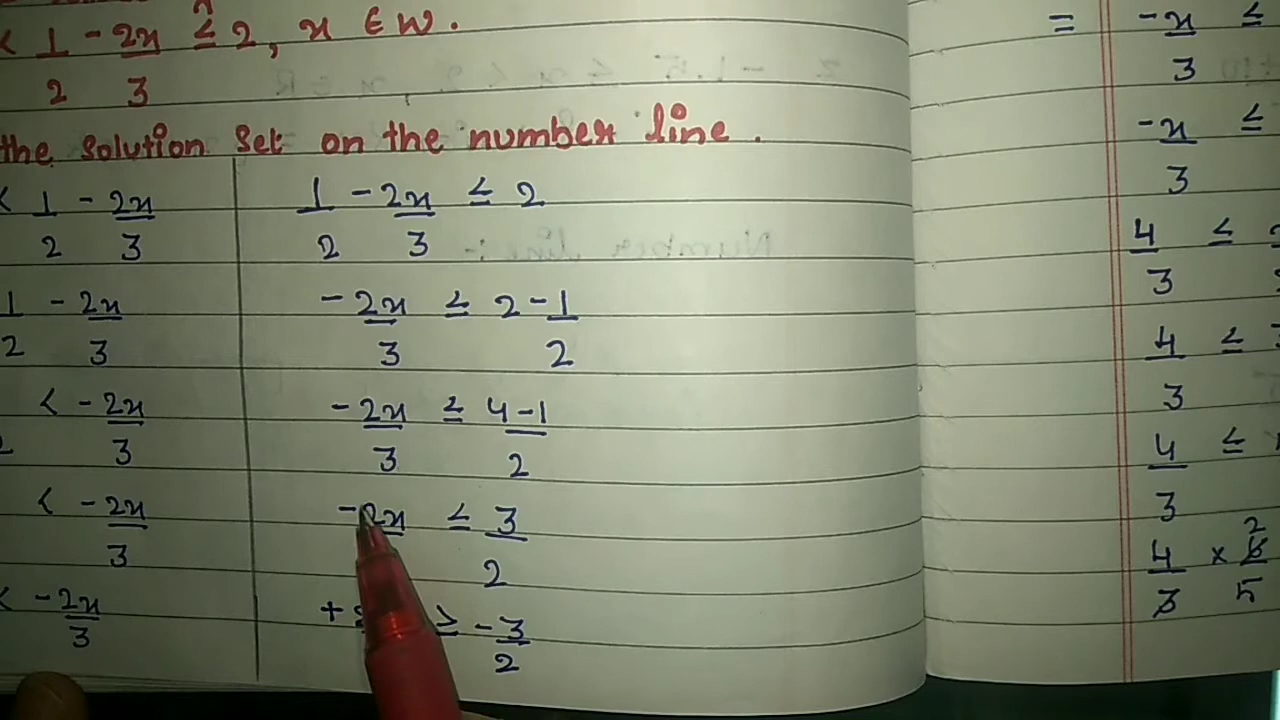 < 1/2 - 2x/3 ≤ 2, x ∈ W.
the solution set on the number line.
< 1/2 - 2x/3
1/2 - 2x/3
< -2x/3
< -2x/3
< -2x/3
1/2 - 2x/3 ≤ 2
-2x/3 ≤ 2 - 1/2
-2x/3 ≤ 4-1/2
-2x ≤ 3/2
+ ≥ -3/2
= -x/3 ≤
-x/3 ≤
4/3 ≤
4/3 ≤
4/3 ≤
4/3 × 6/5 2